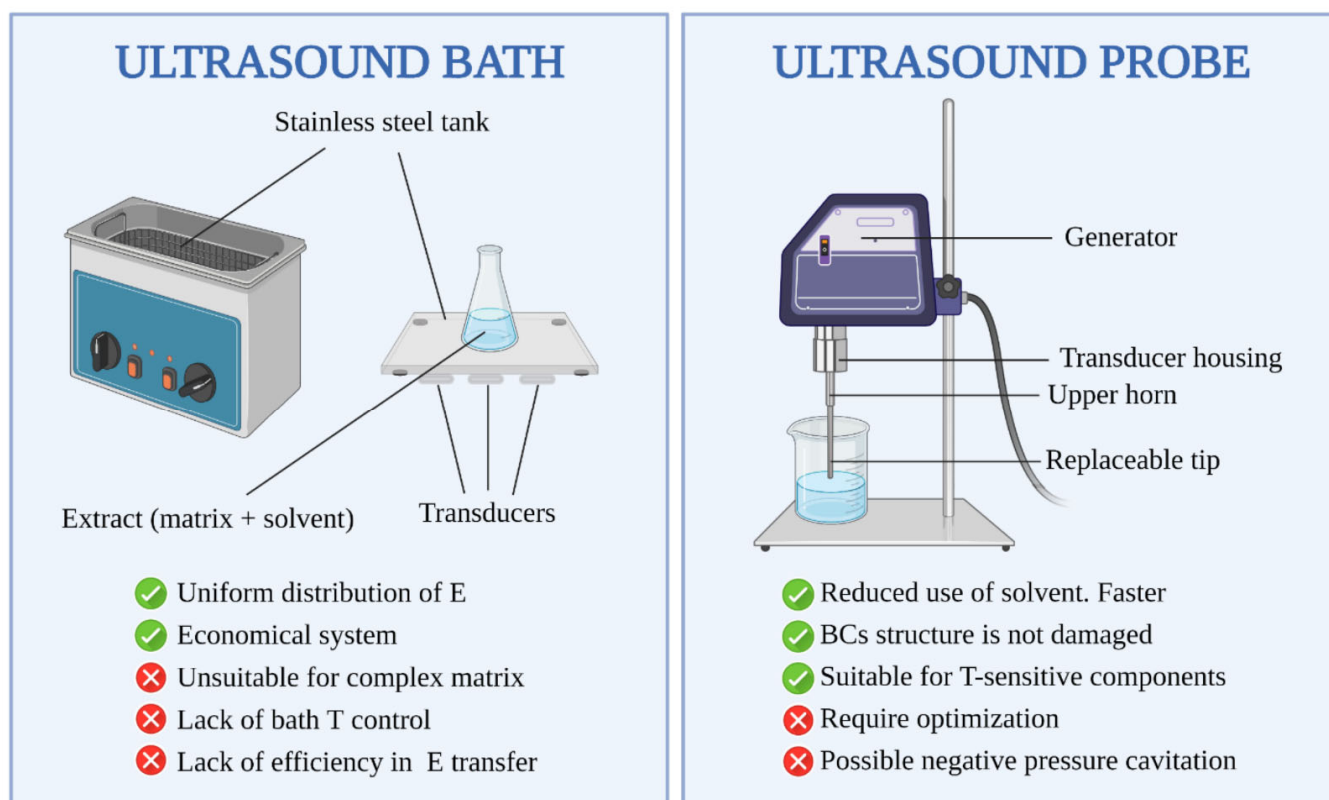 ULTRASOUND BATH
Stainless steel tank
Extract (matrix + solvent)
Transducers
Uniform distribution of E
Economical system
Unsuitable for complex matrix
Lack of bath T control
Lack of efficiency in  E transfer
ULTRASOUND PROBE
Generator
Transducer housing
Upper horn
Replaceable tip
Reduced use of solvent. Faster
BCs structure is not damaged
Suitable for T-sensitive components
Require optimization
Possible negative pressure cavitation